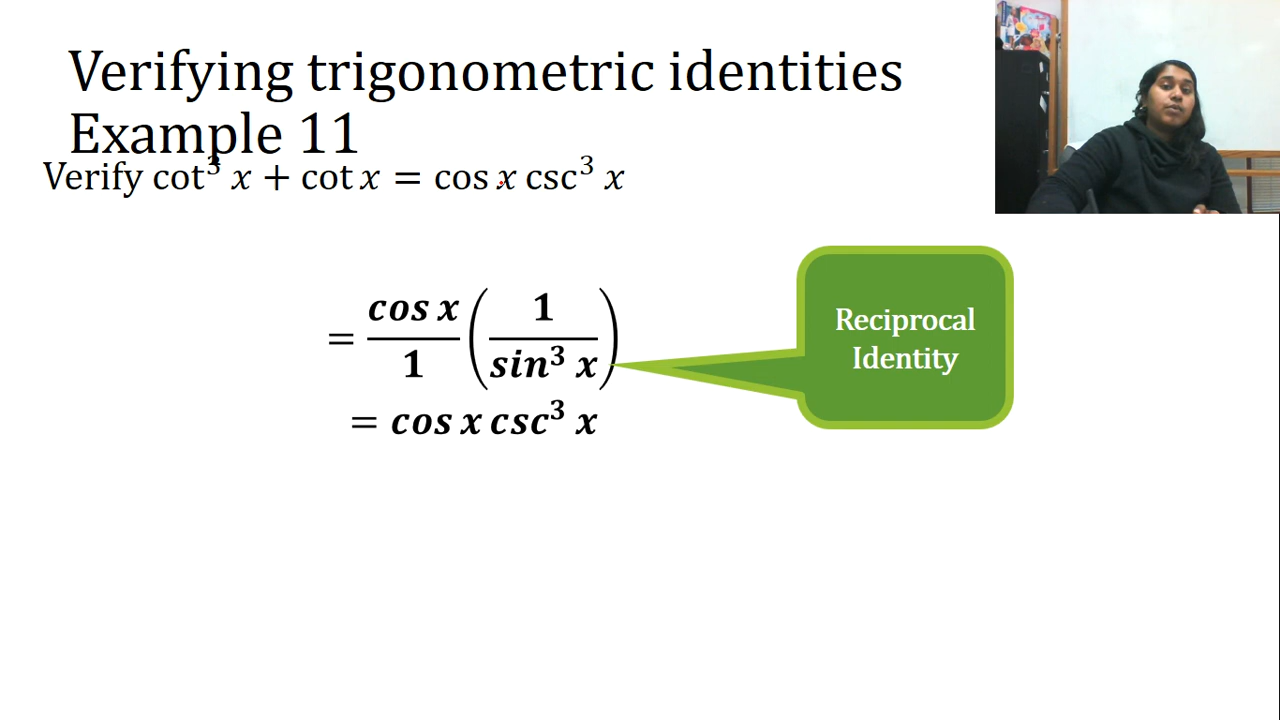 Verifying trigonometric identities
Example 11
Verify cot³ x + cot x = cos x csc³ x
= cos x / 1 (1 / sin³ x)
= cos x csc³ x
Reciprocal
Identity